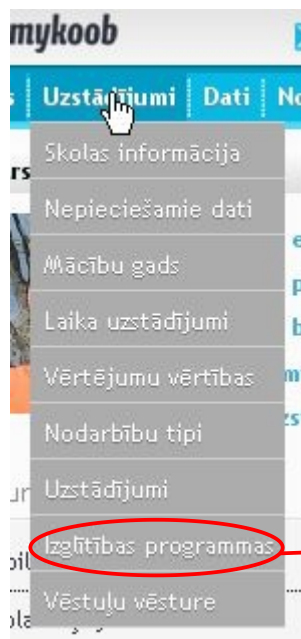 mykoob
Uzstādījumi Dati
Skolas informācija
Nepieciešamie dati
Mācību gads
Laika uzstādījumi
Vērtējumu vērtības
Nodarbību tipi
Uzstādījumi
Izglītības programmas
Vēstuļu vēsture